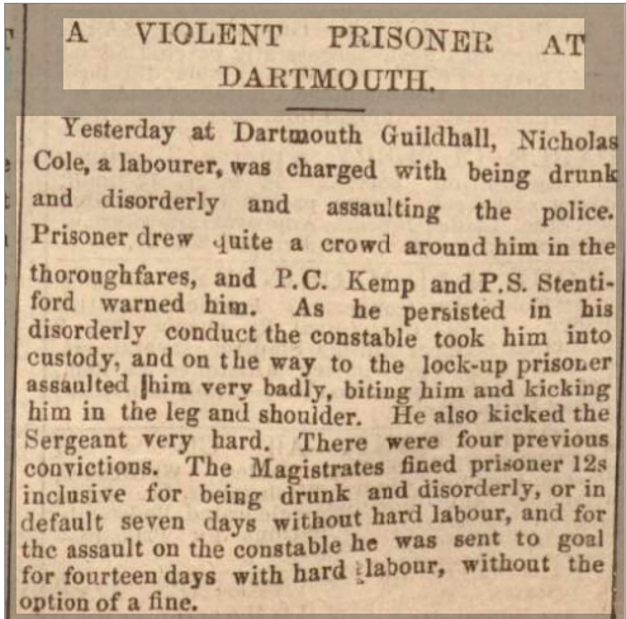 A VIOLENT PRISONER AT
DARTMOUTH.
Yesterday at Dartmouth Guildhall, Nicholas
Cole, a labourer, was charged with being drunk
and disorderly and assaulting the police.
Prisoner drew quite a crowd around him in the
thoroughfares, and P.C. Kemp and P.S. Stenti-
ford warned him. As he persisted in his
disorderly conduct the constable took him into
custody, and on the way to the lock-up prisoner
assaulted him very badly, biting him and kicking
him in the leg and shoulder. He also kicked the
Sergeant very hard. There were four previous
convictions. The Magistrates fined prisoner 12s
inclusive for being drunk and disorderly, or in
default seven days without hard labour, and for
the assault on the constable he was sent to goal
for fourteen days with hard labour, without the
option of a fine.